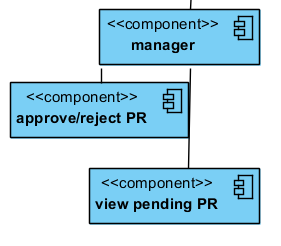 <<component>>
manager
<<component>>
approve/reject PR
<<component>>
view pending PR